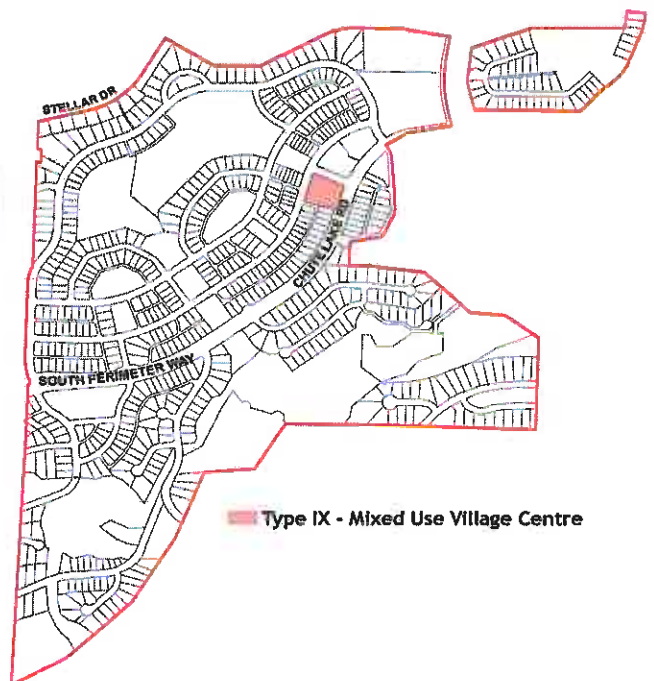 STELLAR DR
CHUTE LAKE RD
SOUTH PERIMETER WAY
Type IX - Mixed Use Village Centre